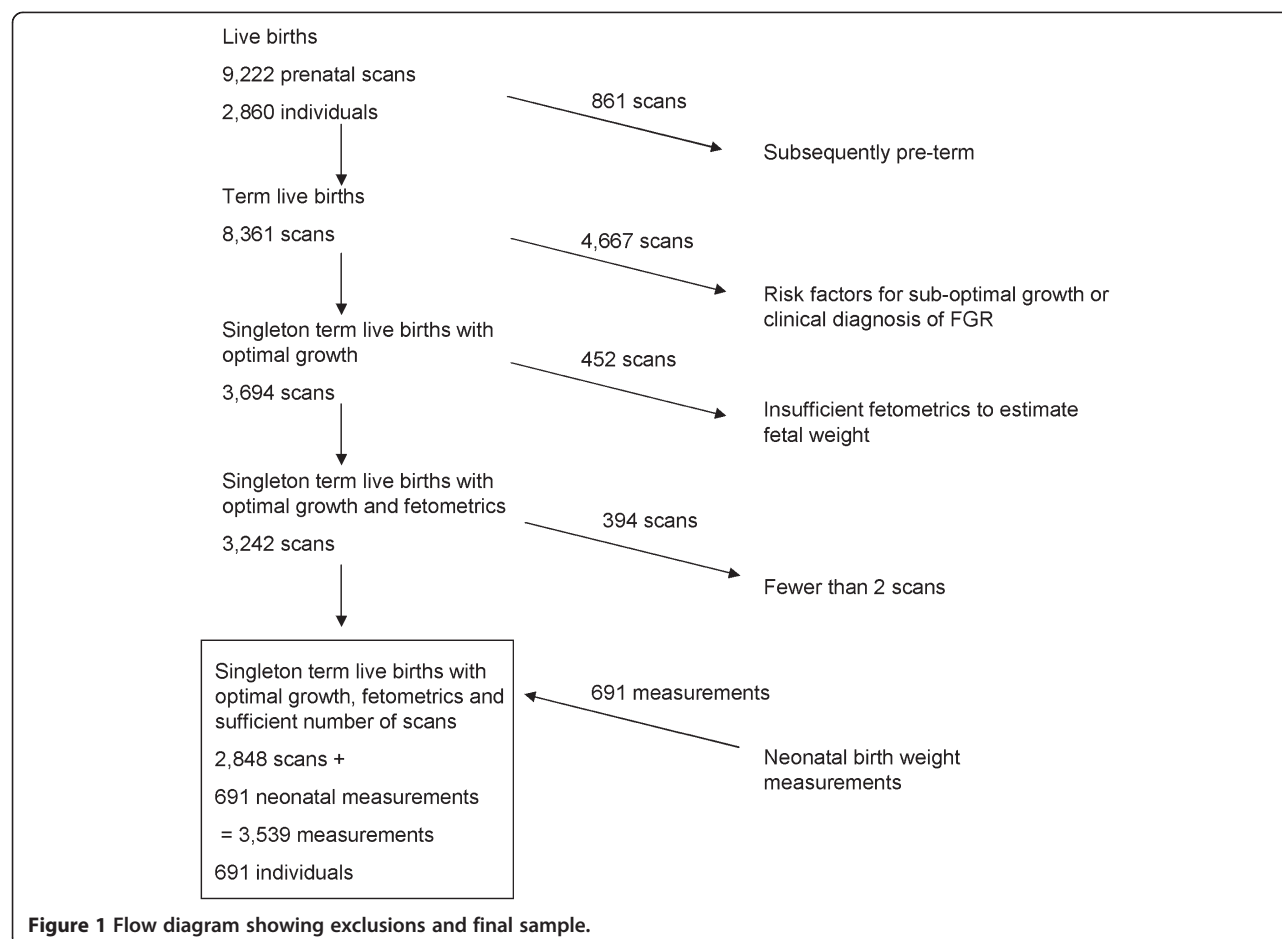 Live births
9,222 prenatal scans
2,860 individuals
861 scans
Subsequently pre-term
Term live births
8,361 scans
4,667 scans
Risk factors for sub-optimal growth or
clinical diagnosis of FGR
Singleton term live births with
optimal growth
3,694 scans
452 scans
Insufficient fetometrics to estimate
fetal weight
Singleton term live births with
optimal growth and fetometrics
3,242 scans
394 scans
Fewer than 2 scans
Singleton term live births with
optimal growth, fetometrics and
sufficient number of scans
2,848 scans +
691 neonatal measurements
= 3,539 measurements
691 individuals
691 measurements
Neonatal birth weight
measurements
Figure 1 Flow diagram showing exclusions and final sample.